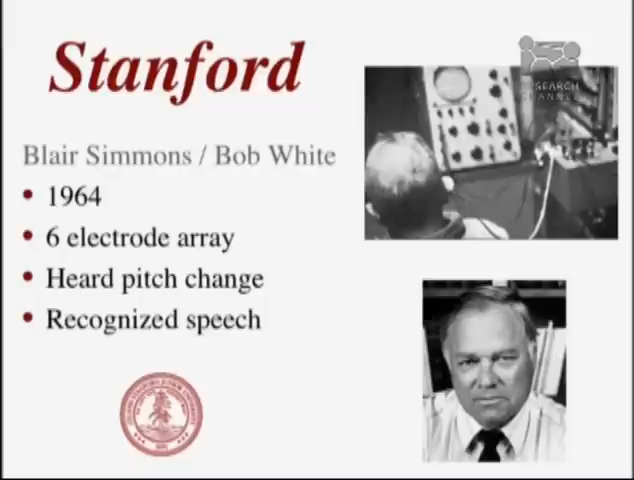 Stanford
RESEARCH
CHANNEL
Blair Simmons / Bob White
• 1964
• 6 electrode array
• Heard pitch change
• Recognized speech